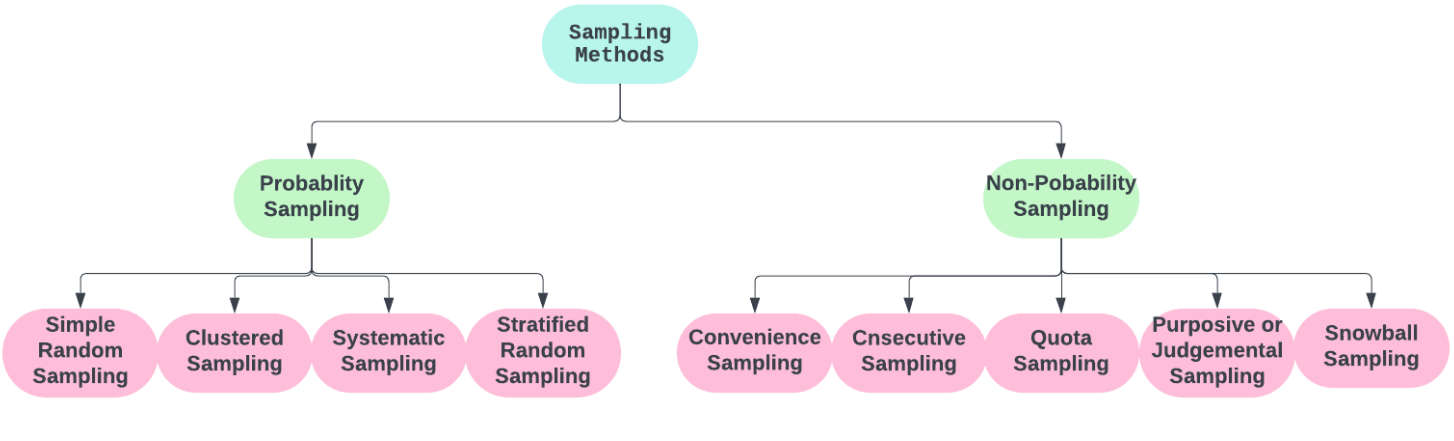 Sampling
Methods
Probablity
Sampling
Non-Pobability
Sampling
Simple
Random
Sampling
Clustered
Sampling
Systematic
Sampling
Stratified
Random
Sampling
Convenience
Sampling
Cnsecutive
Sampling
Quota
Sampling
Purposive or
Judgemental
Sampling
Snowball
Sampling